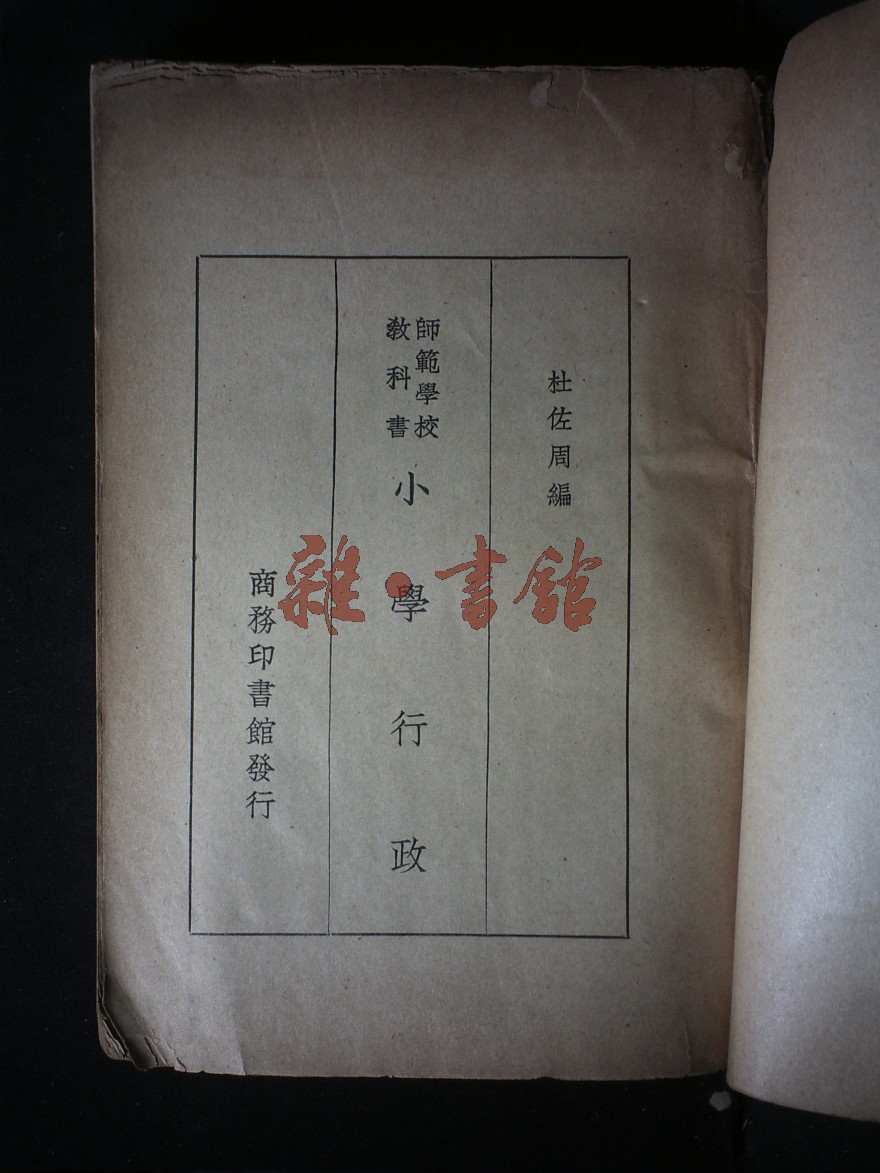 杜佐周編
師範學校
教科書
小學行政
商務印書館發行
雜·書館